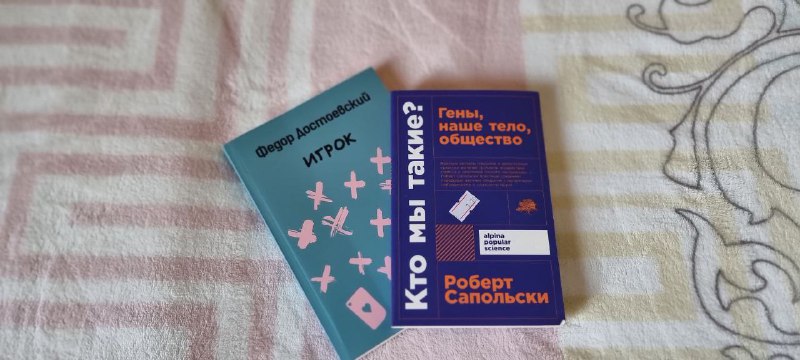 Федор Достоевский
ИГРОК
Кто мы такие?
Гены,
наше тело,
общество
alpina
popular
science
Роберт
Сапольски